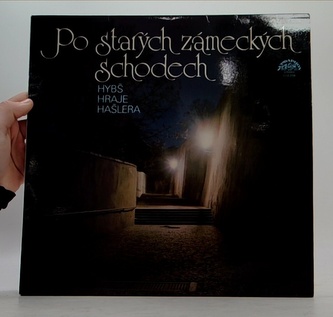 Po starých zámeckých
schodech
HYBŠ
HRAJE
HAŠLERA